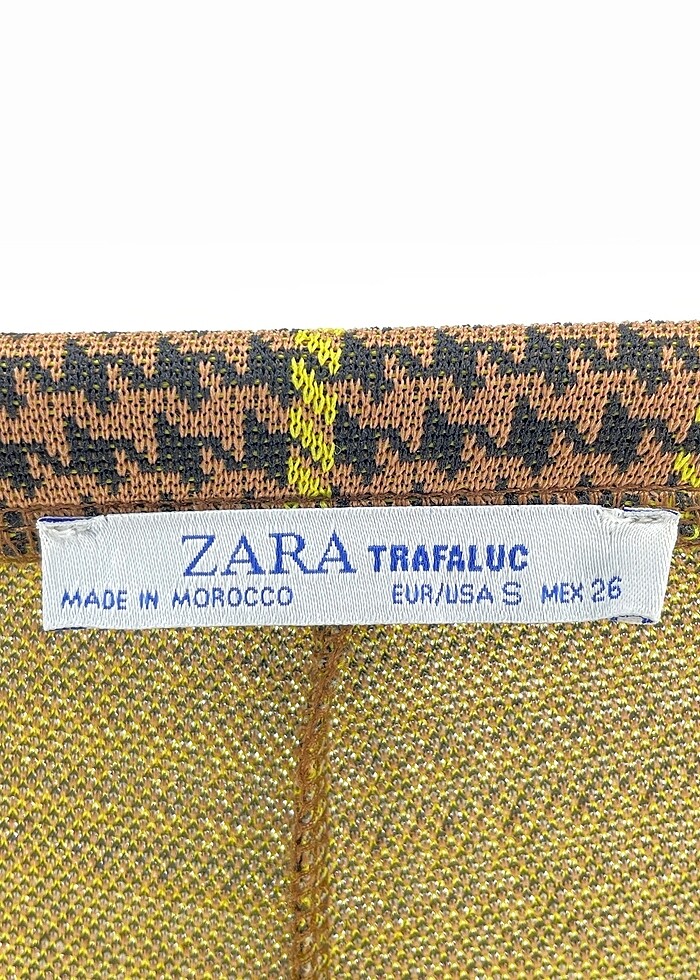 ZARA TRAFALUC
MADE IN MOROCCO EUR/USA S MEX 26